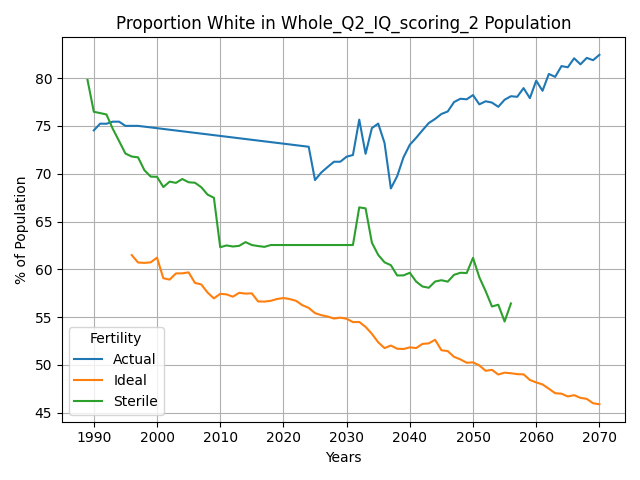 Proportion White in Whole_Q2_IQ_scoring_2 Population
% of Population
80
75
70
65
60
55
50
45
Fertility
Actual
Ideal
Sterile
1990 2000 2010 2020 2030 2040 2050 2060 2070
Years